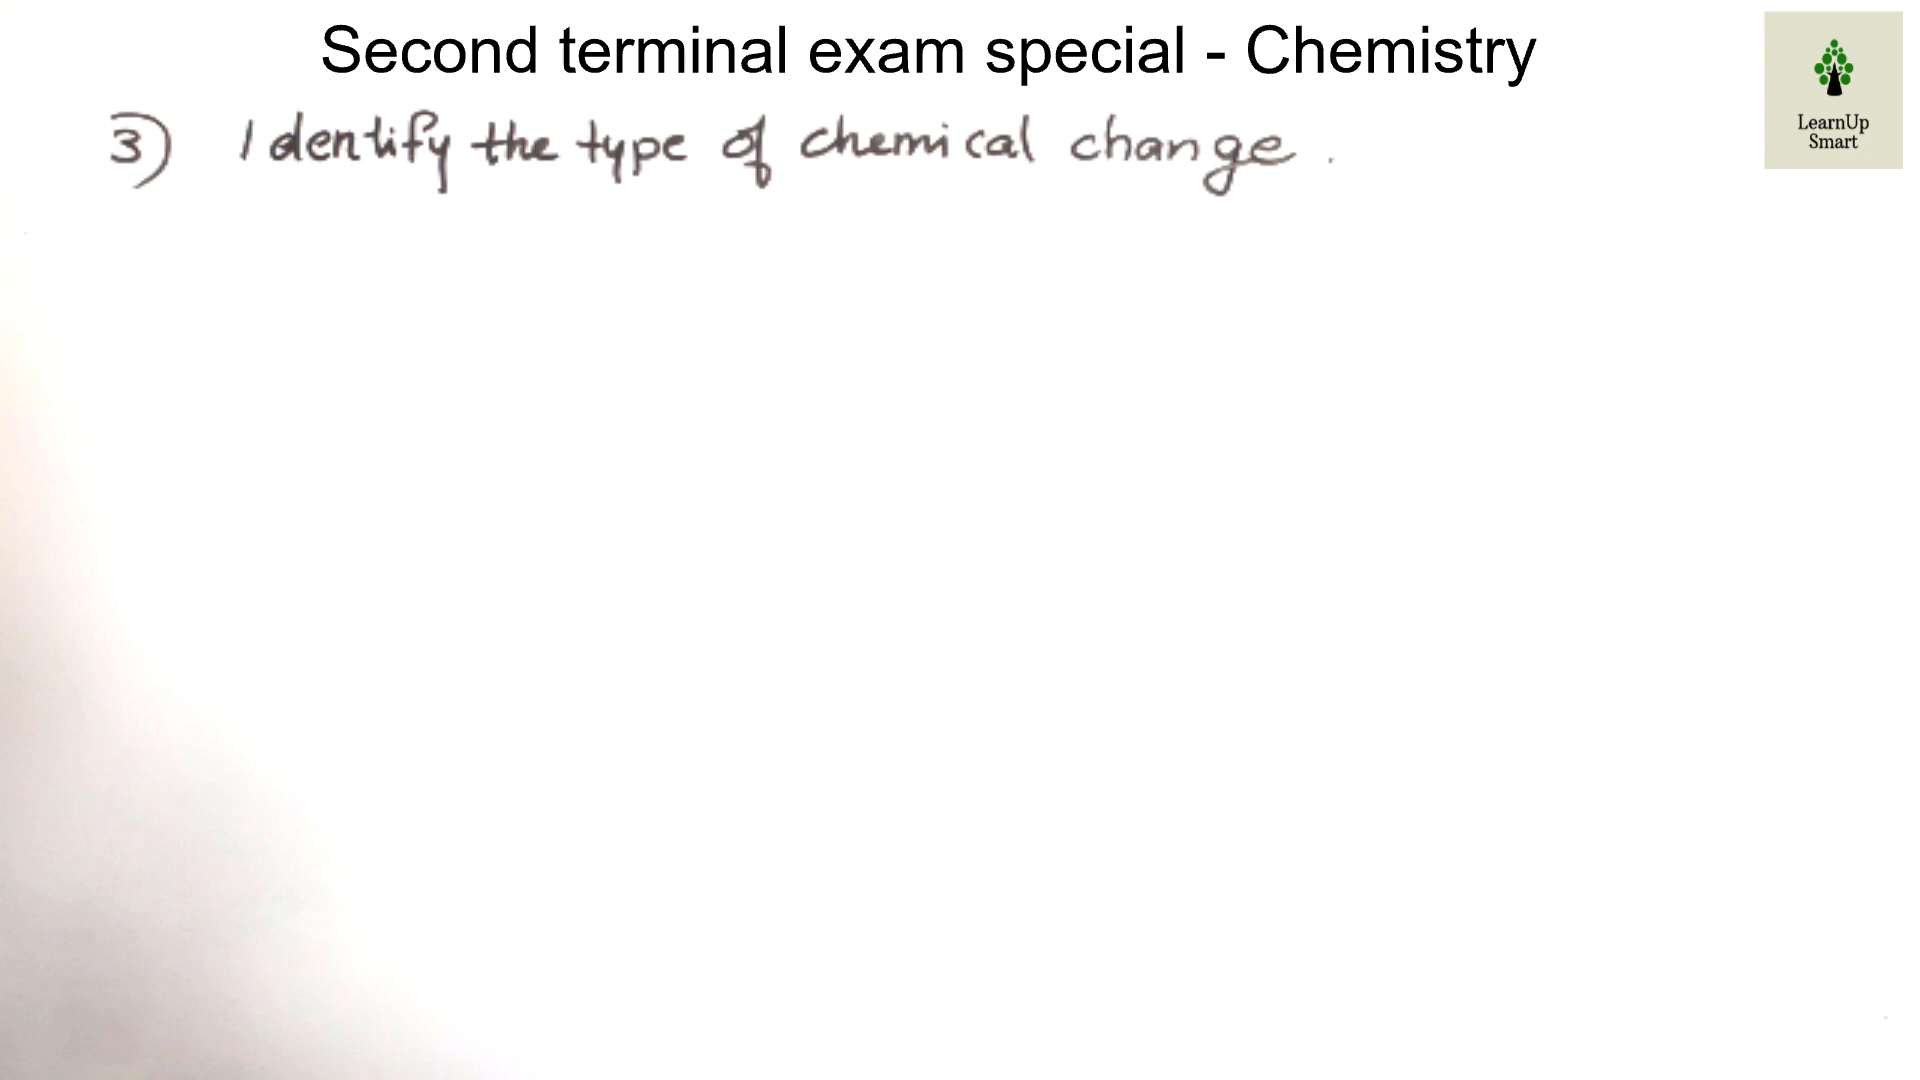 Second terminal exam special - Chemistry
3) Identify the type of chemical change.
LearnUp
Smart